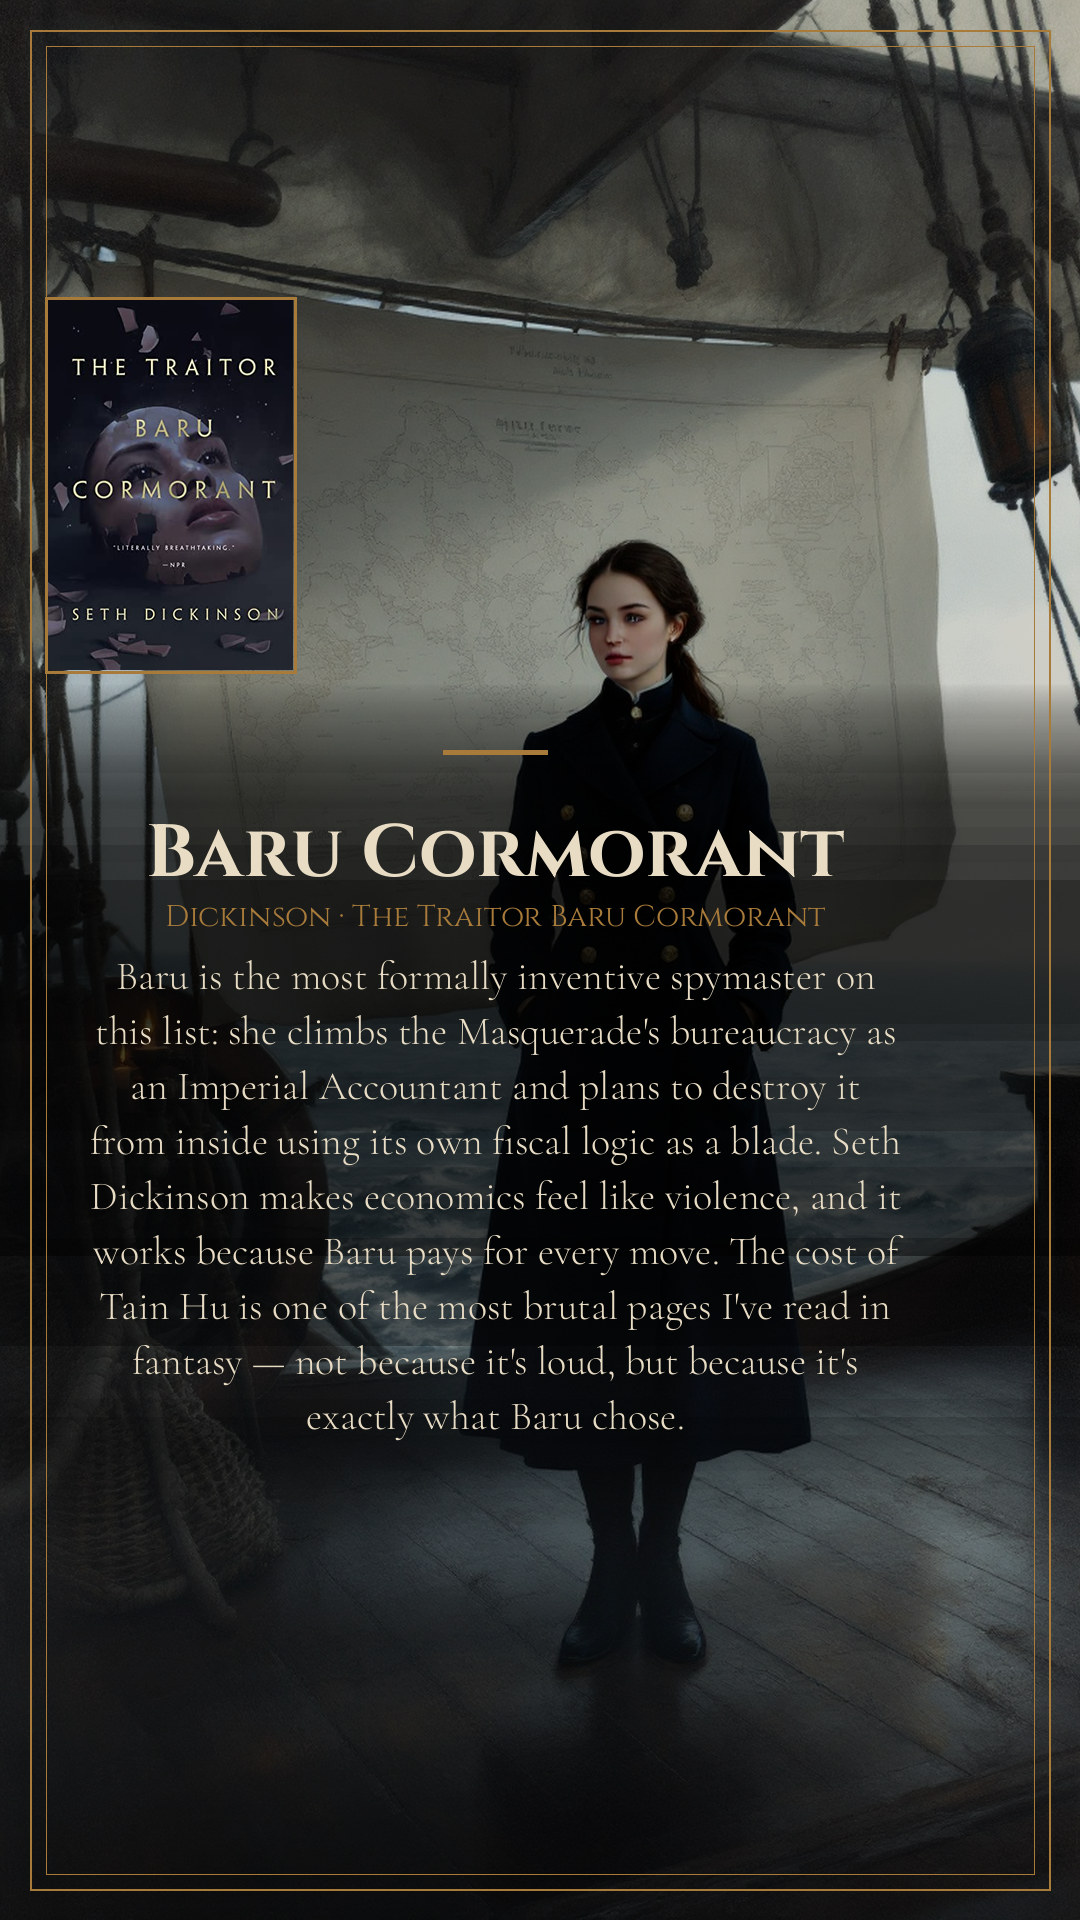 THE TRAITOR
BARU
CORMORANT
"LITERALLY BREATHTAKING."
—NPR
SETH DICKINSON
BARU CORMORANT
DICKINSON · THE TRAITOR BARU CORMORANT
Baru is the most formally inventive spymaster on
this list: she climbs the Masquerade's bureaucracy as
an Imperial Accountant and plans to destroy it
from inside using its own fiscal logic as a blade. Seth
Dickinson makes economics feel like violence, and it
works because Baru pays for every move. The cost of
Tain Hu is one of the most brutal pages I've read in
fantasy — not because it's loud, but because it's
exactly what Baru chose.